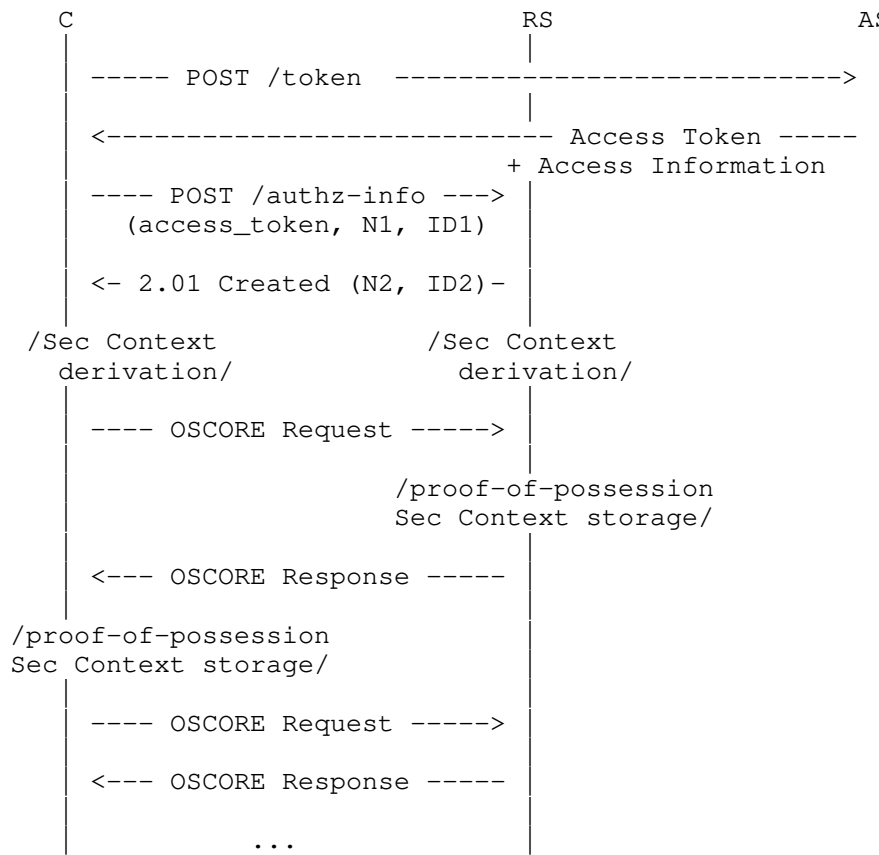 C RS AS
----- POST /token ---------------------------->
<---------------------------- Access Token -----
+ Access Information
---- POST /authz-info --->
(access_token, N1, ID1)
<- 2.01 Created (N2, ID2)-
/Sec Context /Sec Context
derivation/ derivation/
---- OSCORE Request ----->
/proof-of-possession
Sec Context storage/
<--- OSCORE Response -----
/proof-of-possession
Sec Context storage/
---- OSCORE Request ----->
<--- OSCORE Response -----
...